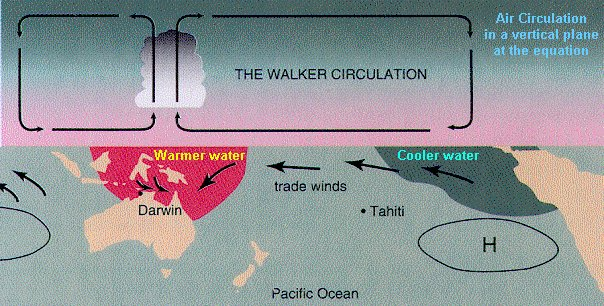 Air Circulation
in a vertical plane
at the equation
THE WALKER CIRCULATION
Warmer water
Cooler water
trade winds
Darwin
• Tahiti
H
Pacific Ocean